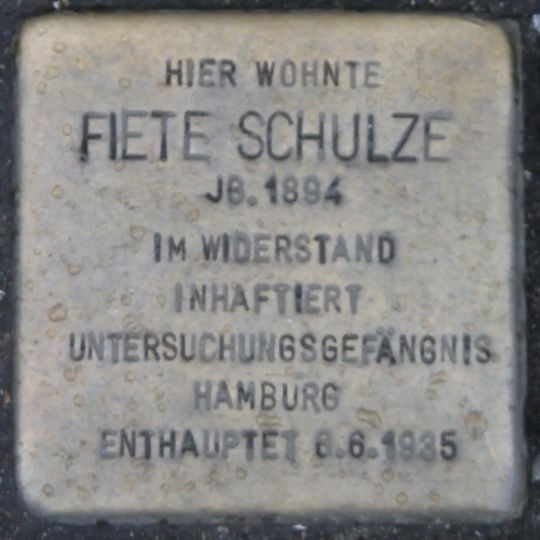 HIER WOHNTE
FIETE SCHULZE
JG. 1894
IM WIDERSTAND
INHAFTIERT
UNTERSUCHUNGSGEFÄNGNIS
HAMBURG
ENTHAUPTET 6.6.1935